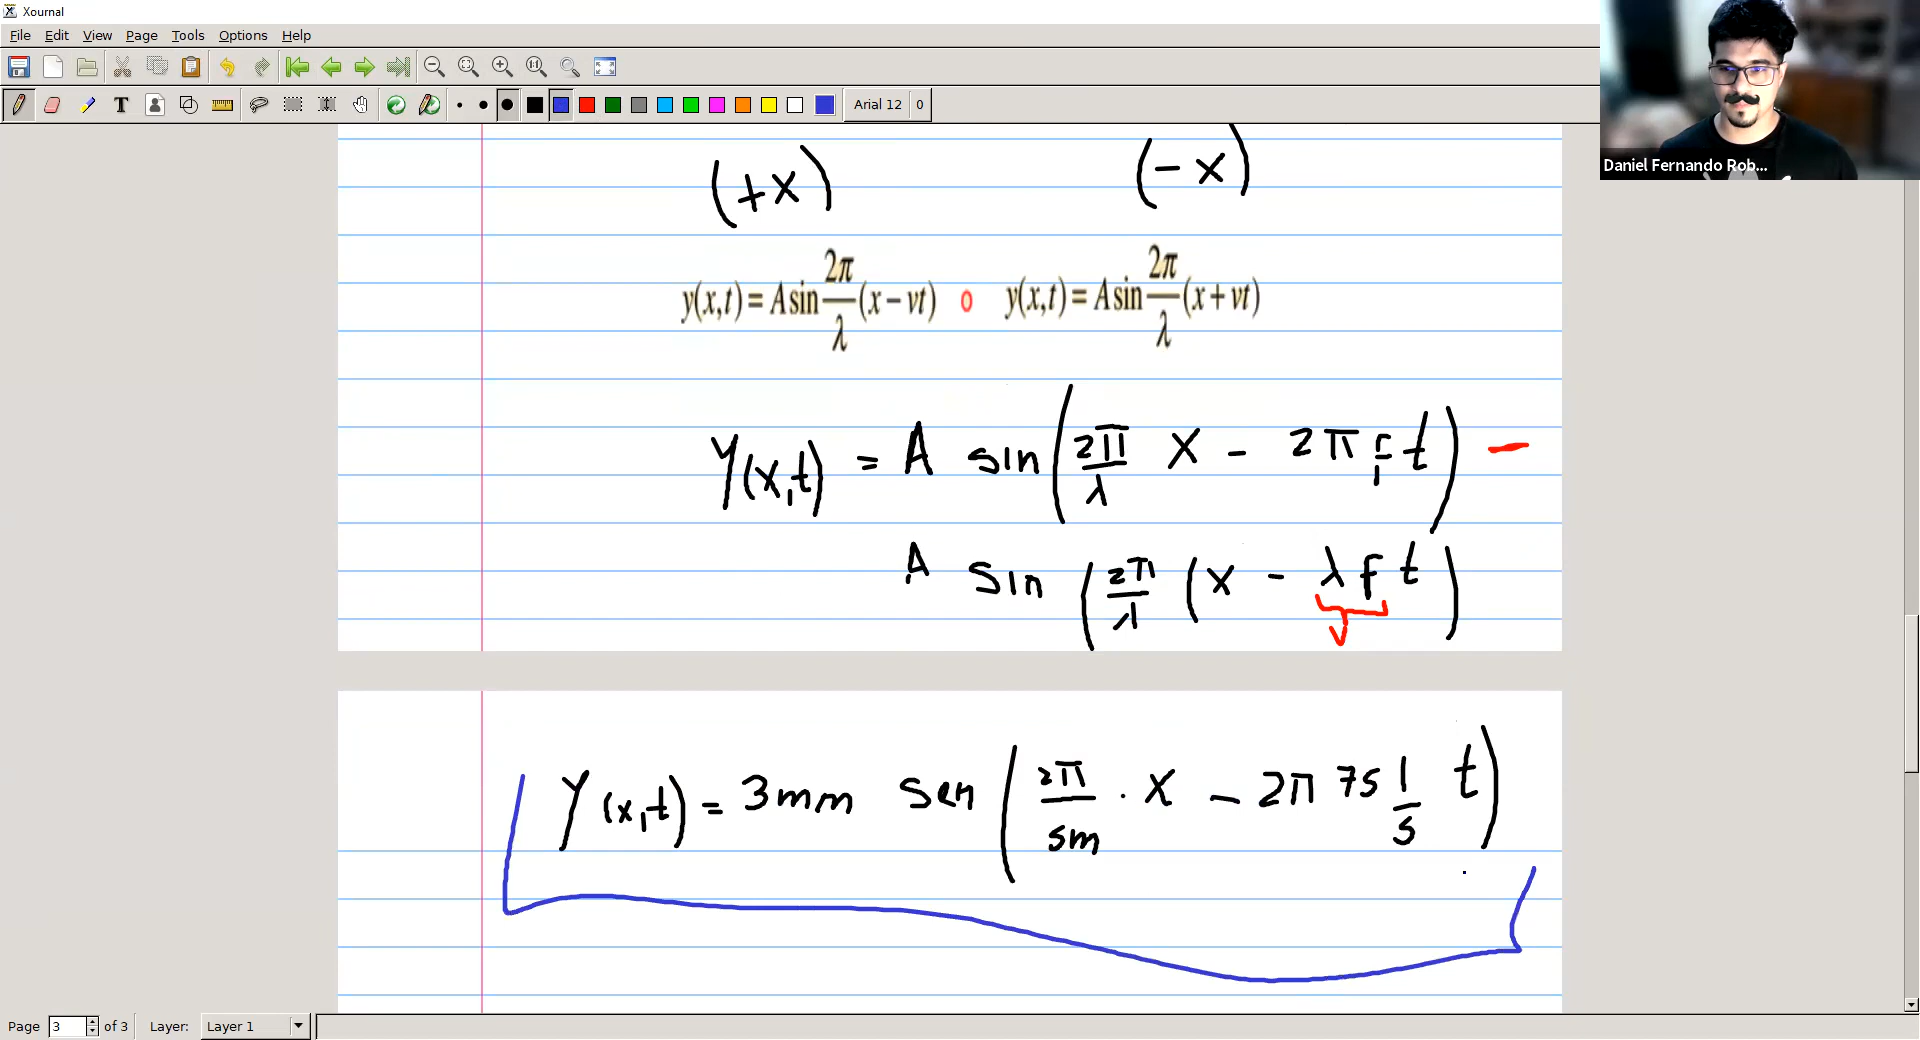 Xournal
File Edit View Page Tools Options Help
T Arial 12 0
Daniel Fernando Rob...
(+x) (-x)
y(x,t) = A sin 2π/λ (x - vt) o y(x,t) = A sin 2π/λ (x + vt)
Y(x,t) = A sin(2π/λ x - 2π f t) -
A sin(2π/λ (x - λ f t)
v
Y(x,t) = 3mm sen(2π/5m · x - 2π 75 1/s t)
Page 3 of 3 Layer: Layer 1